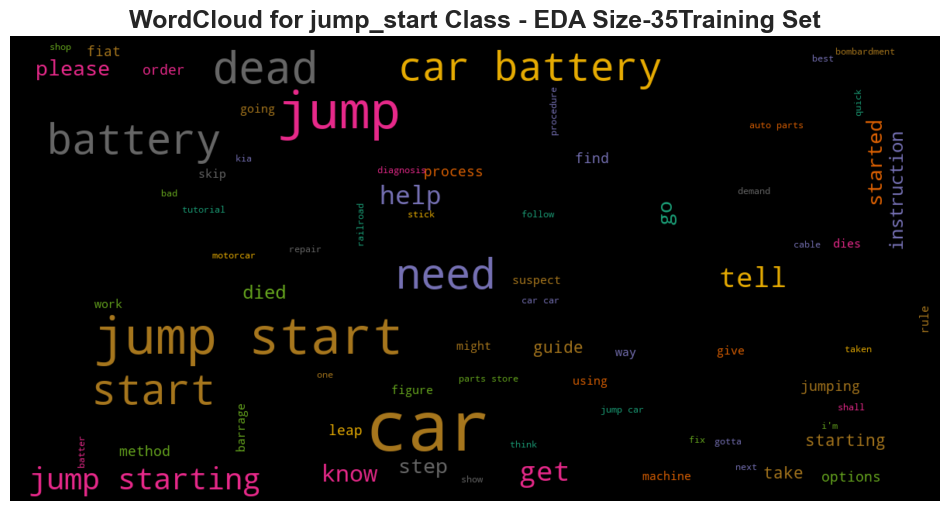 WordCloud for jump_start Class - EDA Size-35Training Set
shop
fiat
please
order
dead
car battery
best
bombardment
jump
going
battery
procedure
quick
auto parts
started
instruction
kia
skip
diagnosis
process
find
help
bad
tutorial
railroad
stick
follow
go
demand
motorcar
repair
cable
dies
need
suspect
tell
died
work
car car
rule
jump start
might
guide
way
give
taken
start
one
figure
parts store
using
jumping
barrage
car
leap
jump car
shall
i'm
method
think
fix
gotta
starting
batter
jump starting
know
step
show
get
machine
next
take
options